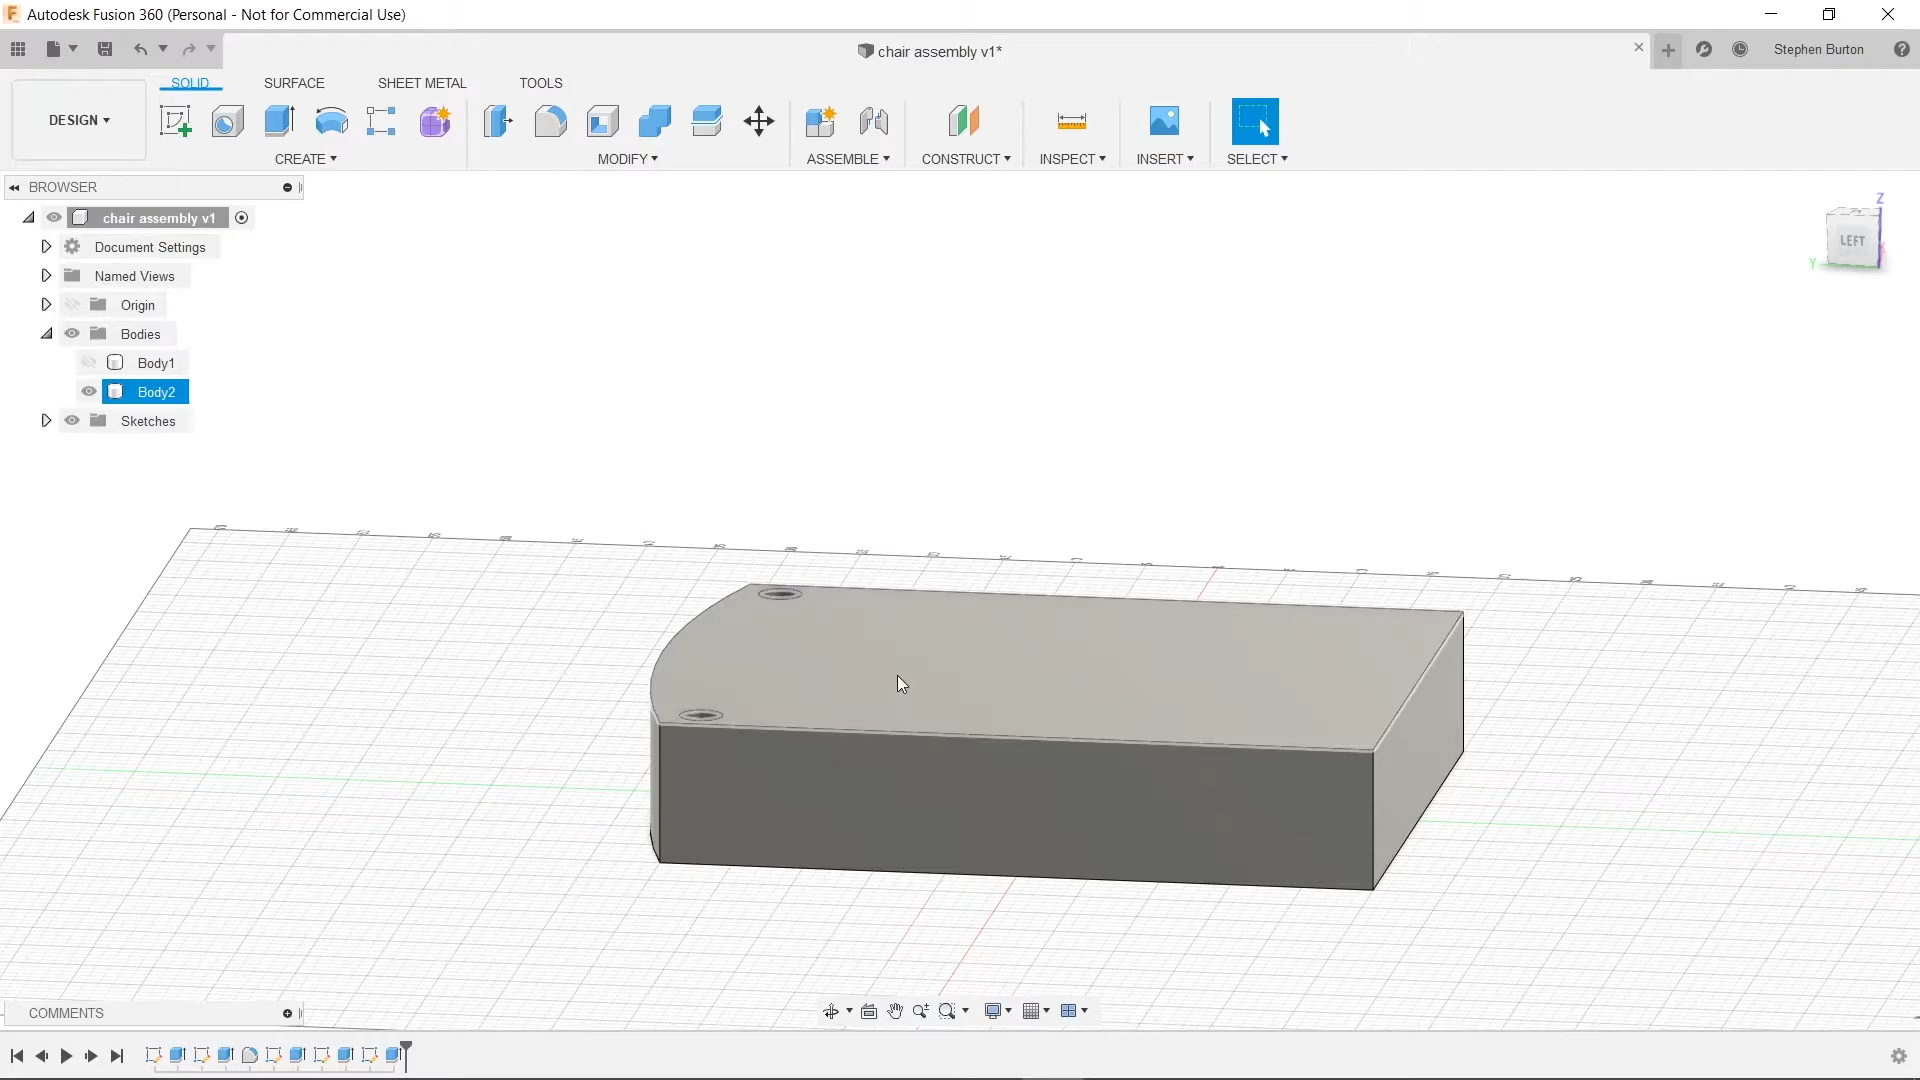 Autodesk Fusion 360 (Personal - Not for Commercial Use)
chair assembly v1*
Stephen Burton
SOLID
SURFACE
SHEET METAL
TOOLS
DESIGN
CREATE
MODIFY
ASSEMBLE
CONSTRUCT
INSPECT
INSERT
SELECT
BROWSER
chair assembly v1
Document Settings
Named Views
Origin
Bodies
Body1
Body2
Sketches
Z
LEFT
X
Y
COMMENTS